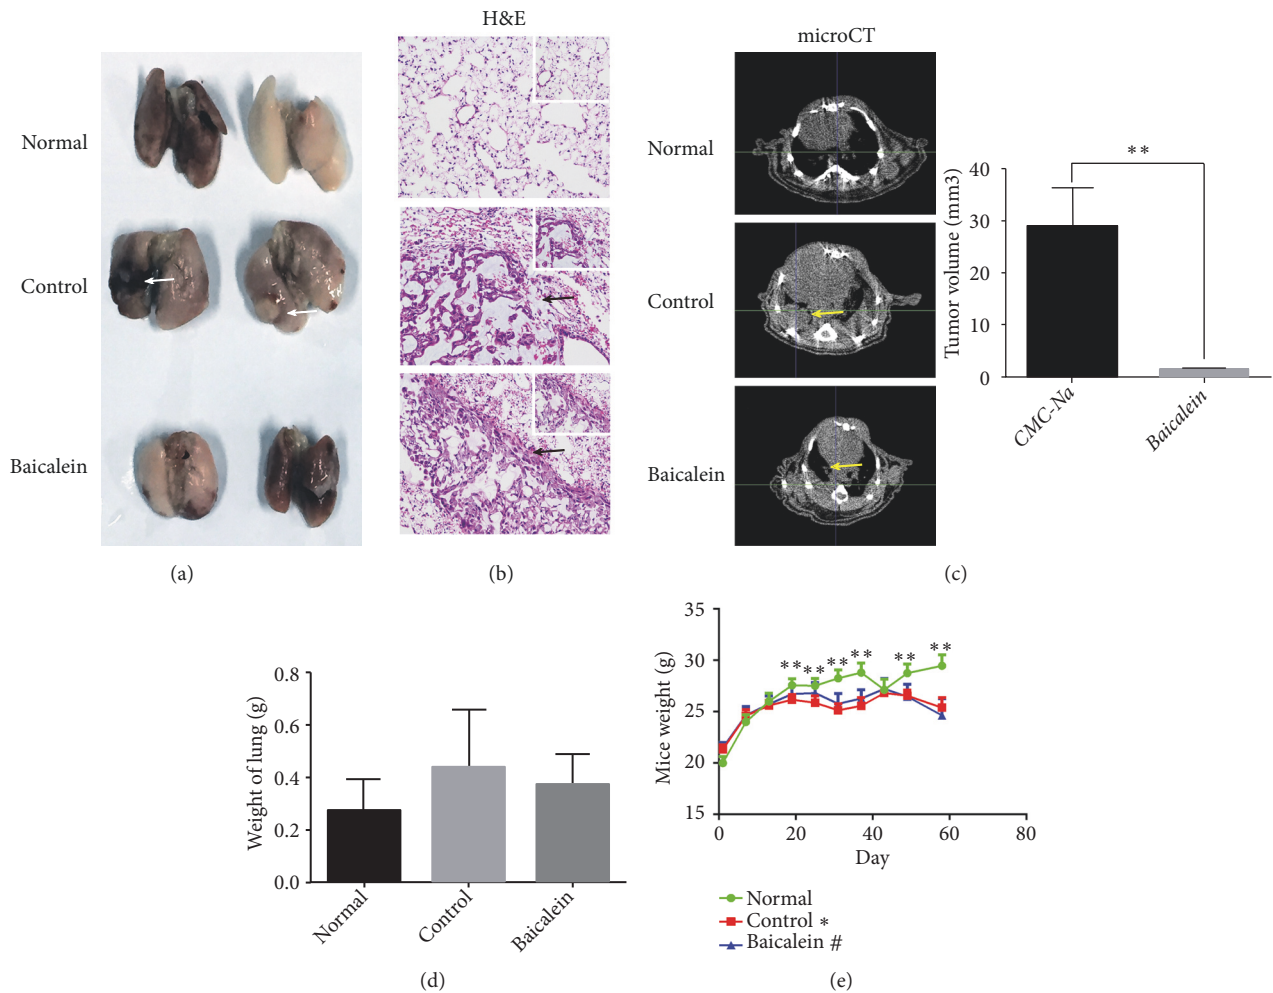 H&E
(c)
microCT
Normal
Control
Baicalein
(a)
(b)
Normal
Control
Baicalein
Tumor volume (mm3)
40
30
20
10
0
**
CMC-Na
Baicalein
(c)
Weight of lung (g)
0.8
0.6
0.4
0.2
0.0
Normal
Control
Baicalein
(d)
Mice weight (g)
35
30
25
20
15
** ** ** ** ** **
0 20 40 60 80
Day
Normal
Control *
Baicalein #
(e)